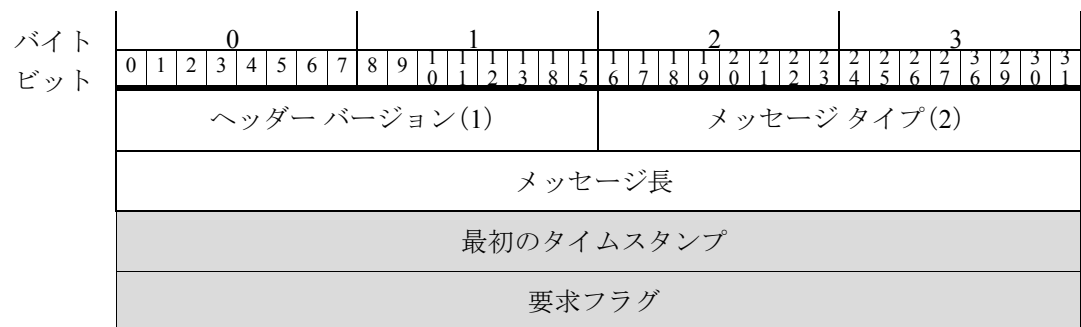 バイト 0 1 2 3
ビット 0 1 2 3 4 5 6 7 8 9 10 11 12 13 18 15 16 17 18 19 20 21 22 23 24 25 26 27 36 29 30 31
ヘッダー バージョン(1) メッセージ タイプ(2)
メッセージ長
最初のタイムスタンプ
要求フラグ